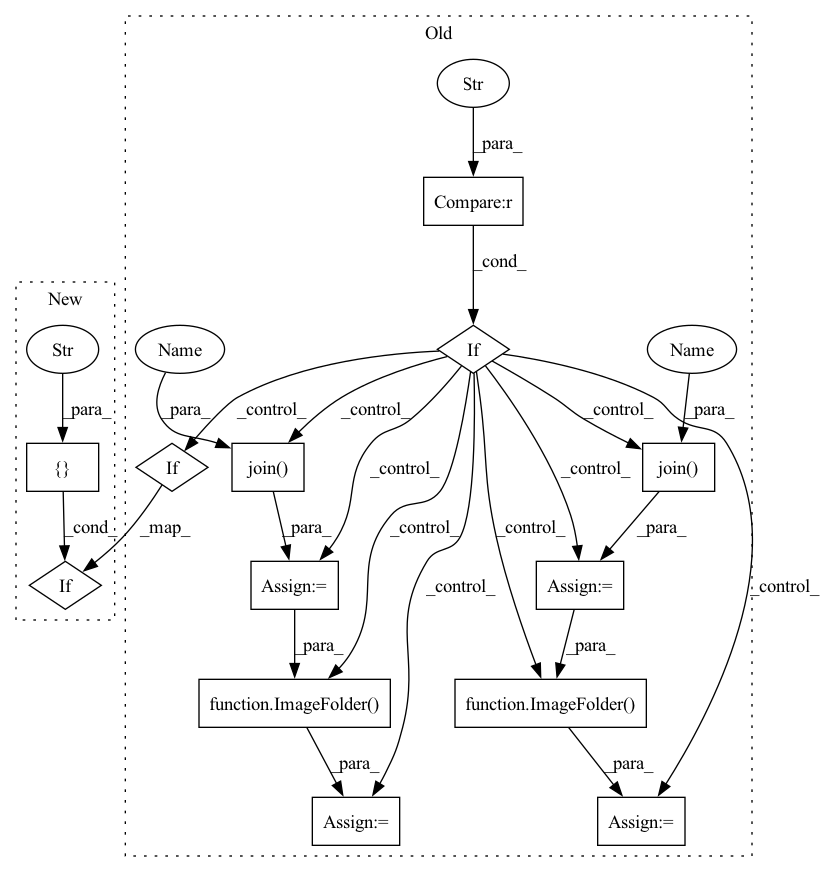 Old
Str
_para_
Compare:r
_cond_
New
Str
Name
If
Name
_para_
_para_
_control_
_control_
_control_
_para_
{}
If
join()
_control_
_control_
join()
_cond_
_map_
_para_
_control_
_control_
_para_
If
Assign:=
_control_
Assign:=
_control_
_para_
_para_
function.ImageFolder()
function.ImageFolder()
_para_
_para_
Assign:=
Assign:=